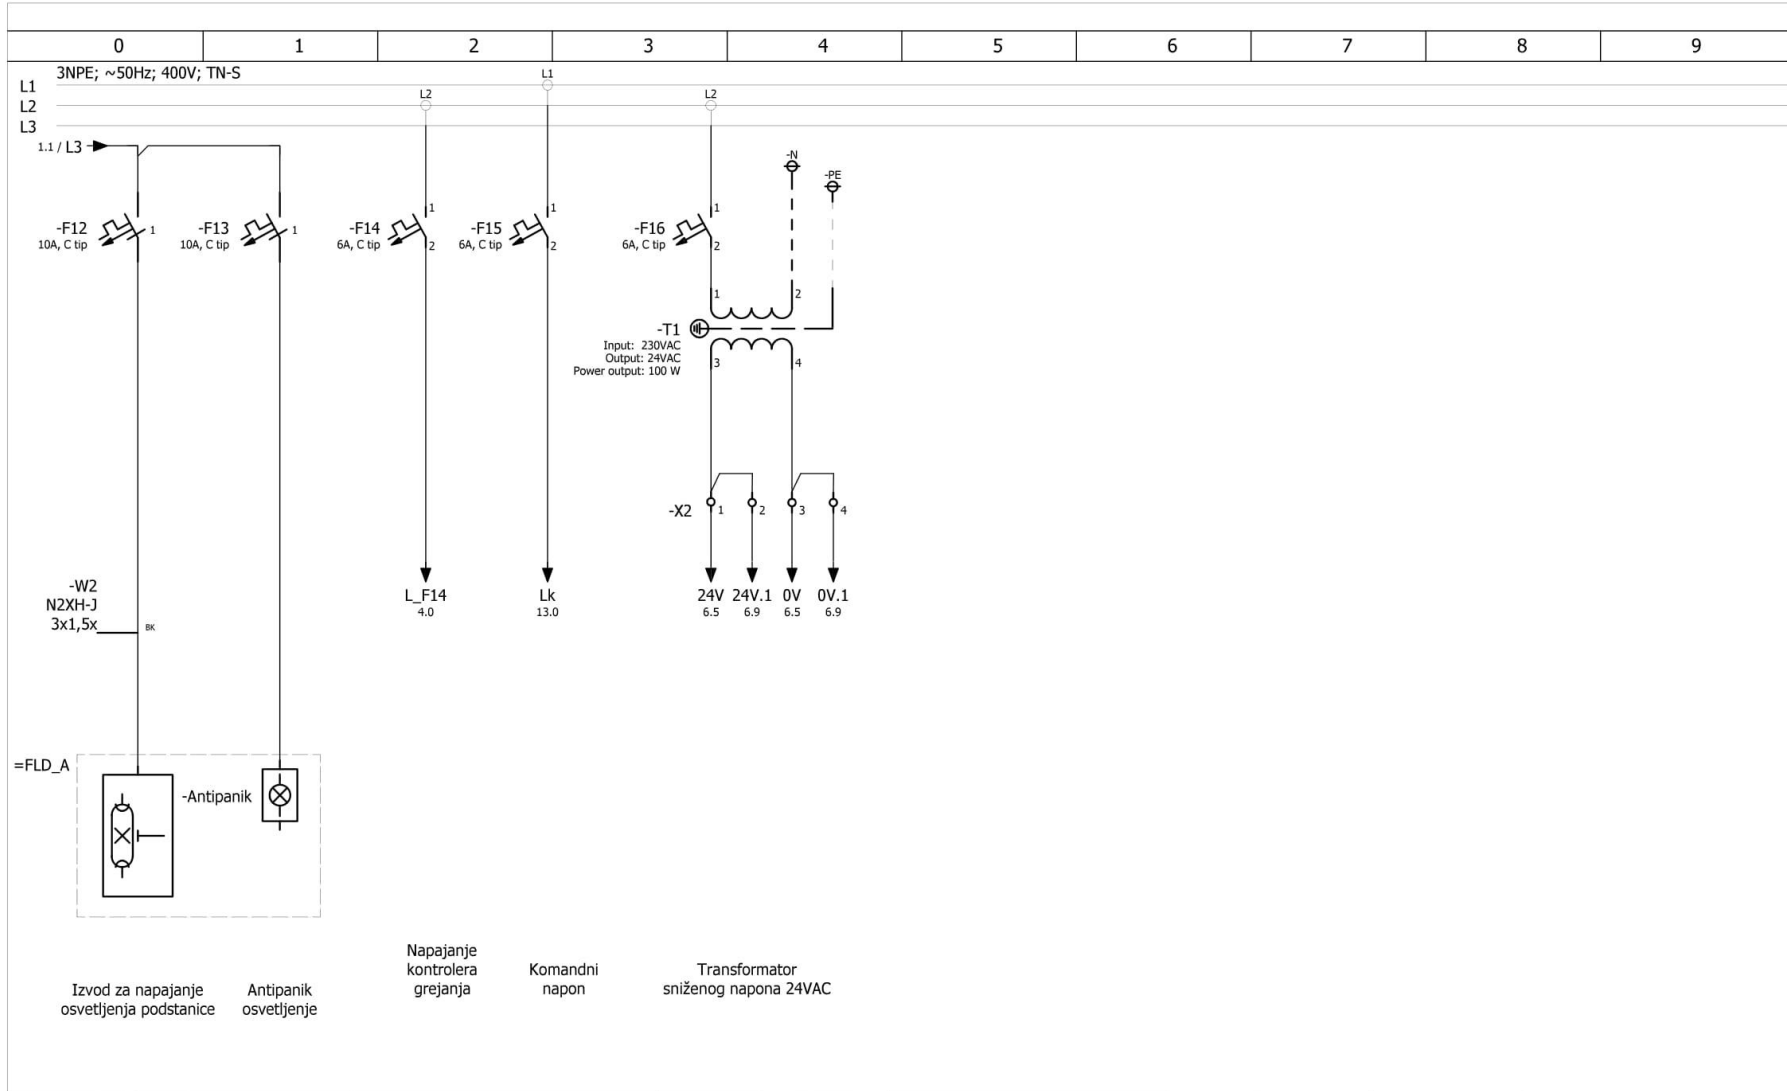 0 1 2 3 4 5 6 7 8 9
3NPE; ~50Hz; 400V; TN-S
L1
L2
L3
L2
L1
L2
1.1 / L3
-N
-PE
-F12
10A, C tip
1
-F13
10A, C tip
1
-F14
6A, C tip
1
2
-F15
6A, C tip
1
2
-F16
6A, C tip
1
2
1
2
-T1
Input: 230VAC
Output: 24VAC
Power output: 100 W
3
4
-X2
1
2
3
4
-W2
N2XH-J
3x1,5x
BK
L_F14
4.0
Lk
13.0
24V
6.5
24V.1
6.9
0V
6.5
0V.1
6.9
=FLD_A
-Antipanik
Izvod za napajanje
osvetljenja podstanice
Antipanik
osvetljenje
Napajanje
kontrolera
grejanja
Komandni
napon
Transformator
sniženog napona 24VAC